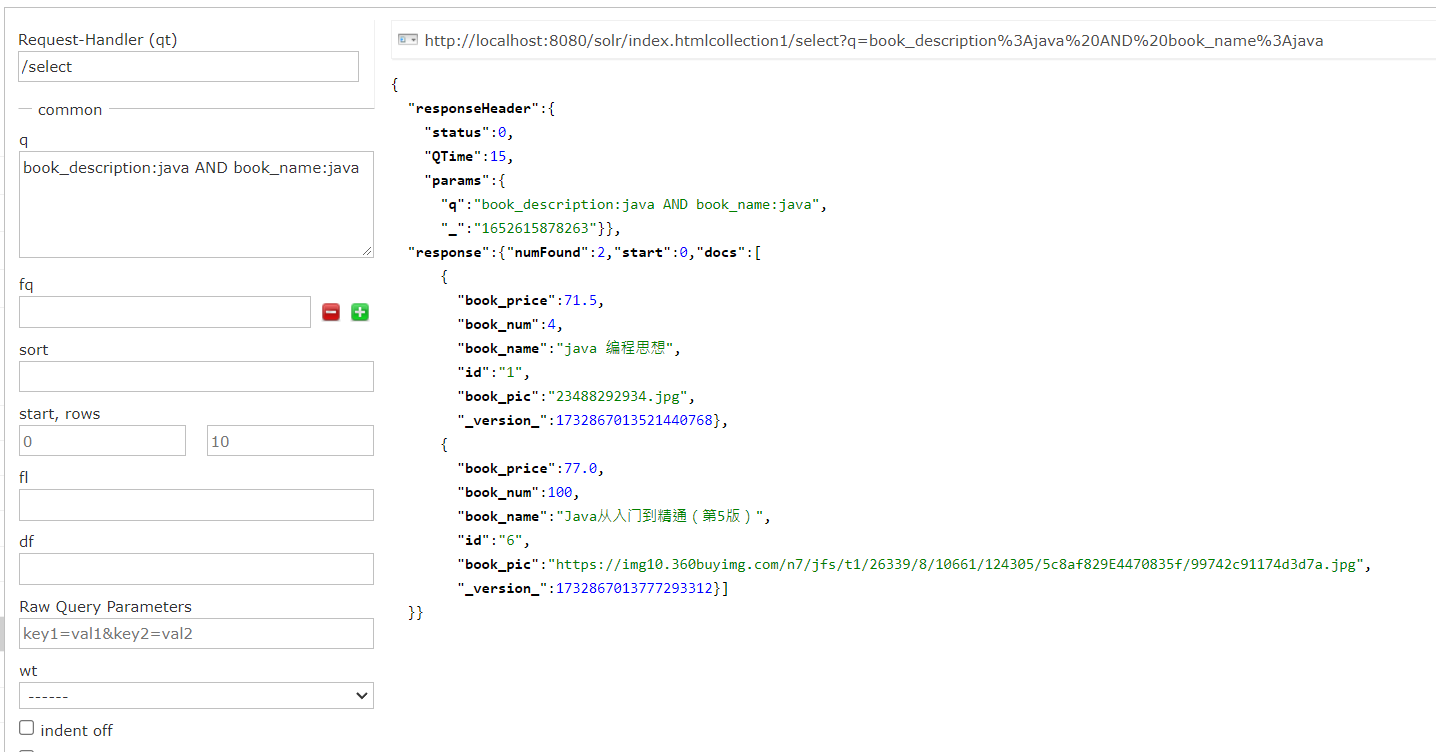 Request-Handler (qt)
/select
common
q
book_description:java AND book_name:java
fq
sort
start, rows
0
10
fl
df
Raw Query Parameters
key1=val1&key2=val2
wt
------
indent off
http://localhost:8080/solr/index.htmlcollection1/select?q=book_description%3Ajava%20AND%20book_name%3Ajava
{
"responseHeader":{
"status":0,
"QTime":15,
"params":{
"q":"book_description:java AND book_name:java",
"_":"1652615878263"}},
"response":{"numFound":2,"start":0,"docs":[
{
"book_price":71.5,
"book_num":4,
"book_name":"java 编程思想",
"id":"1",
"book_pic":"23488292934.jpg",
"_version_":1732867013521440768},
{
"book_price":77.0,
"book_num":100,
"book_name":"Java从入门到精通（第5版）",
"id":"6",
"book_pic":"https://img10.360buyimg.com/n7/jfs/t1/26339/8/10661/124305/5c8af829E4470835f/99742c91174d3d7a.jpg",
"_version_":1732867013777293312}]
}}